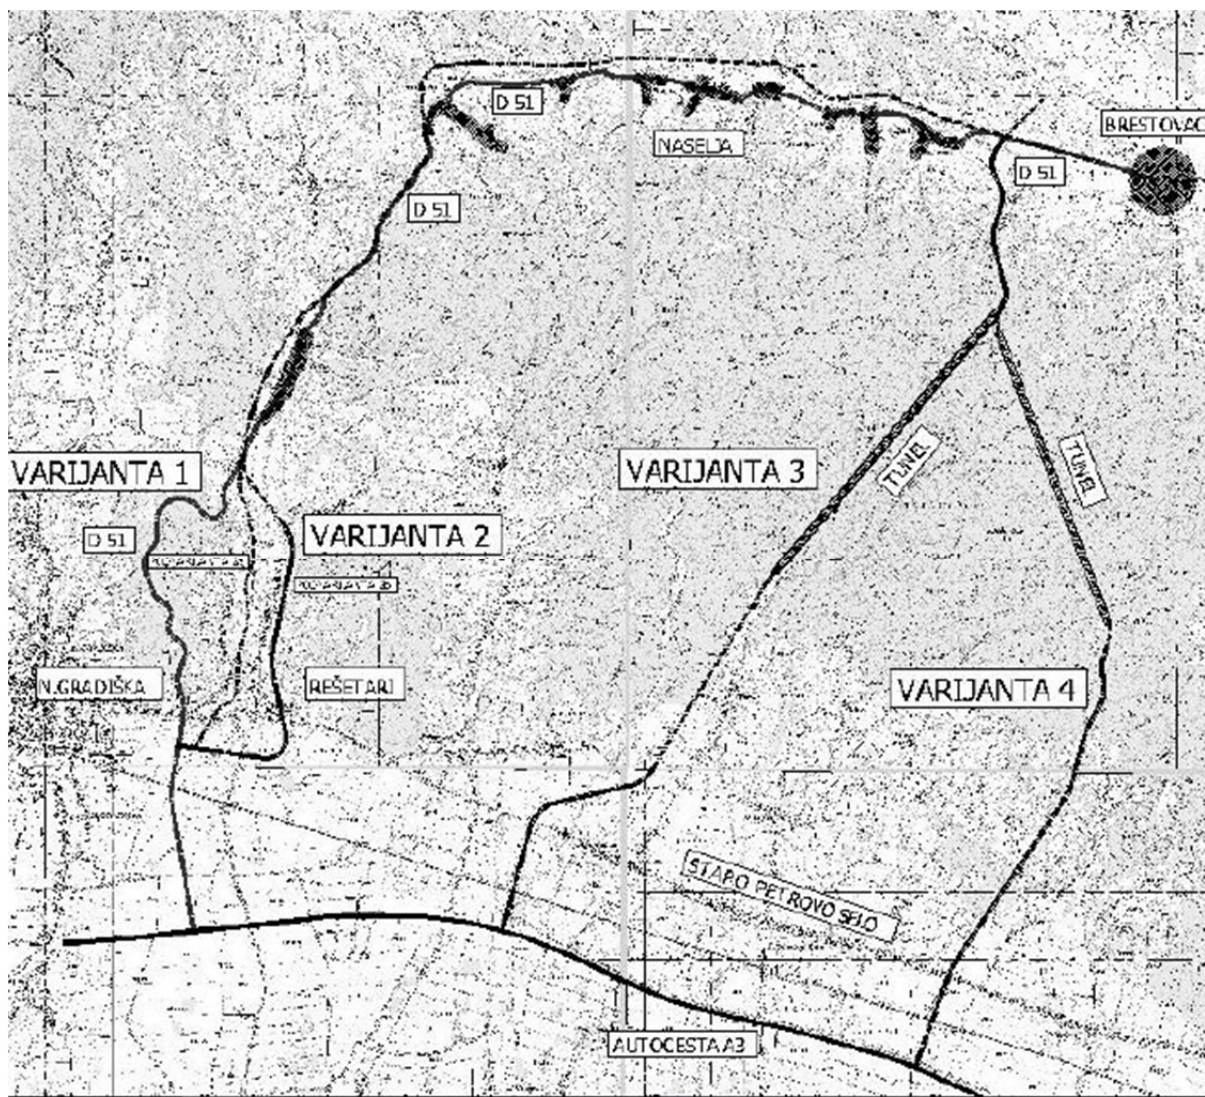 D 51
BRESTOVAC
NASELJA
D 51
D 51
VARIJANTA 1
VARIJANTA 3
TUNEL
TUNEL
D 51
VARIJANTA 2
N.GRADIŠKA
REŠETARI
VARIJANTA 4
STARO PETROVO SELO
AUTOCESTA A3